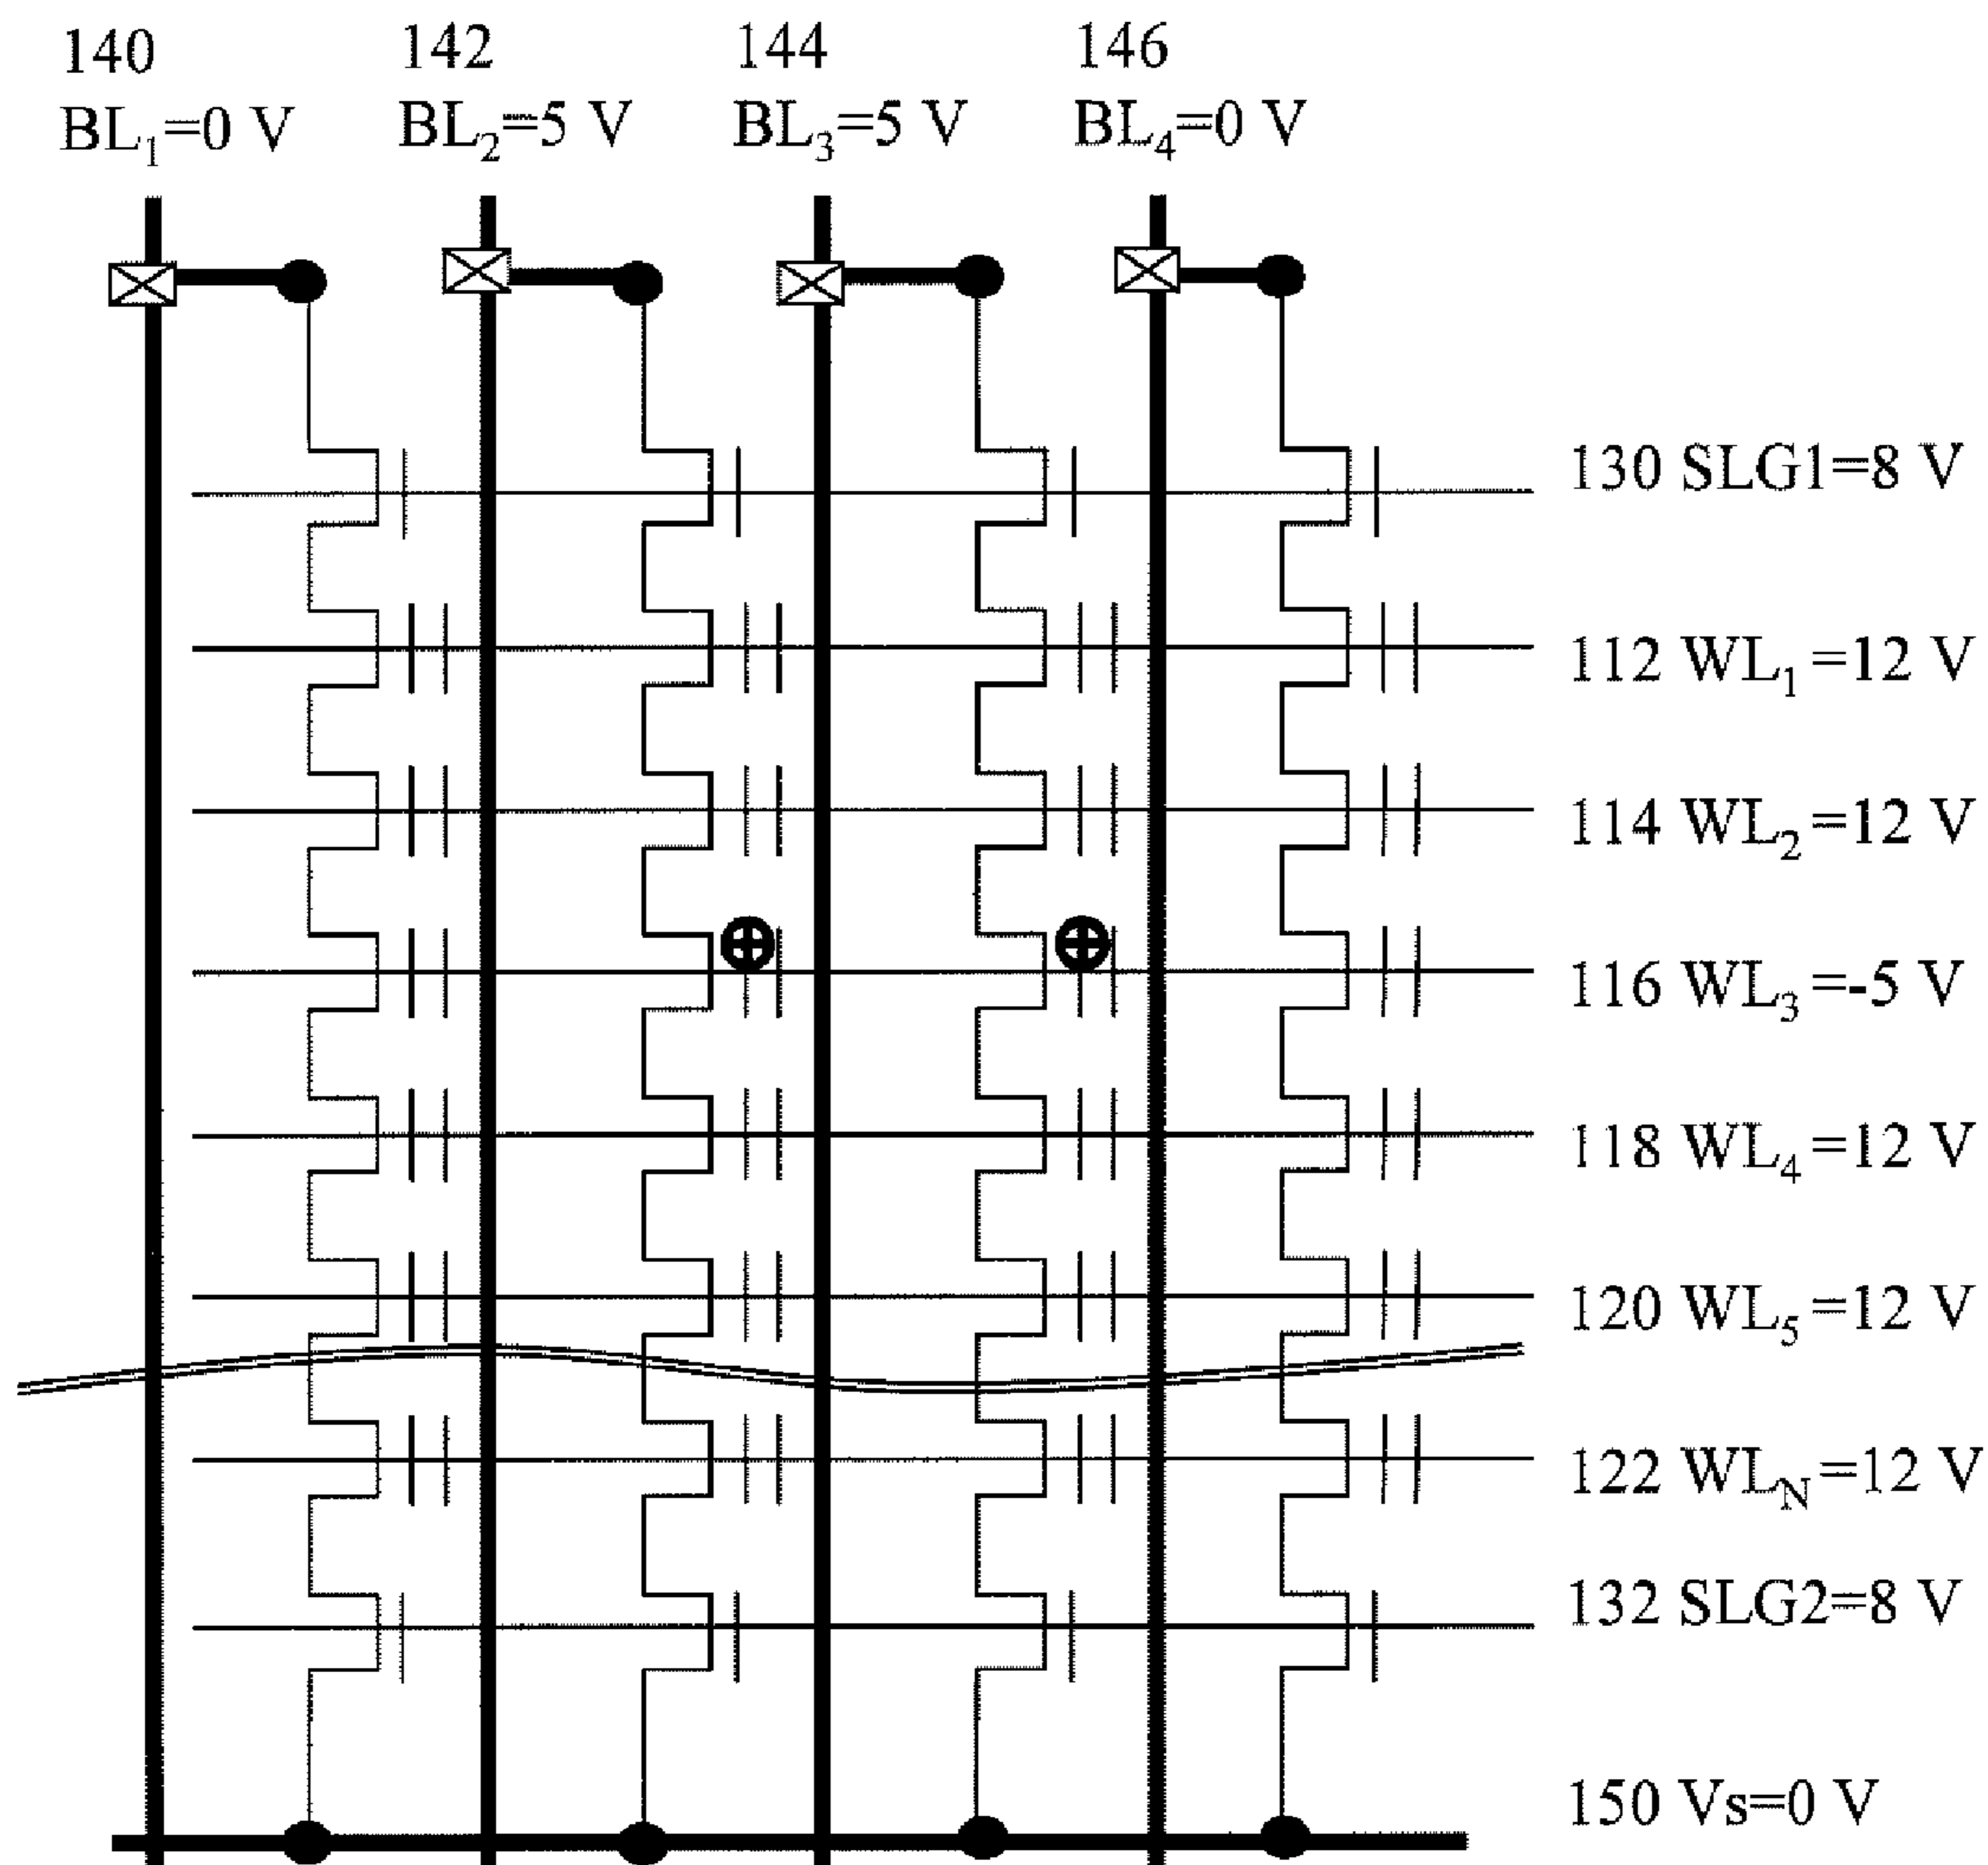 140 142 144 146
BL₁=0 V BL₂=5 V BL₃=5 V BL₄=0 V
130 SLG1=8 V
112 WL₁=12 V
114 WL₂=12 V
116 WL₃=-5 V
118 WL₄=12 V
120 WL₅=12 V
122 WL_N=12 V
132 SLG2=8 V
150 Vs=0 V